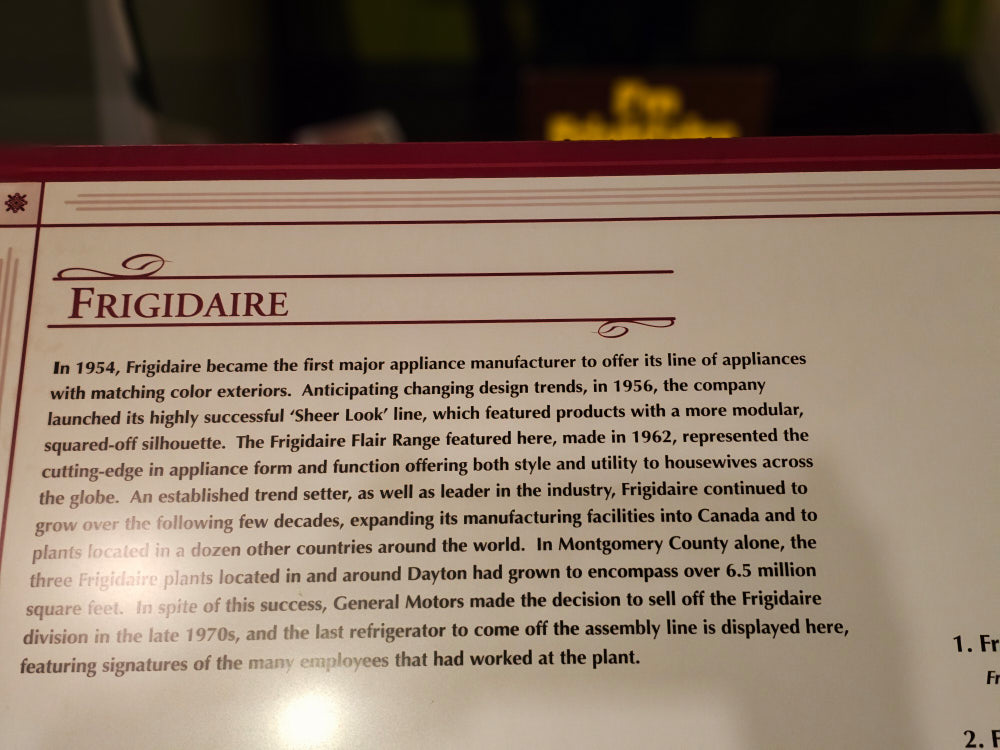 I'm
FRIGIDAIRE
In 1954, Frigidaire became the first major appliance manufacturer to offer its line of appliances
with matching color exteriors. Anticipating changing design trends, in 1956, the company
launched its highly successful ‘Sheer Look’ line, which featured products with a more modular,
squared-off silhouette. The Frigidaire Flair Range featured here, made in 1962, represented the
cutting-edge in appliance form and function offering both style and utility to housewives across
the globe. An established trend setter, as well as leader in the industry, Frigidaire continued to
grow over the following few decades, expanding its manufacturing facilities into Canada and to
plants located in a dozen other countries around the world. In Montgomery County alone, the
three Frigidaire plants located in and around Dayton had grown to encompass over 6.5 million
square feet. In spite of this success, General Motors made the decision to sell off the Frigidaire
division in the late 1970s, and the last refrigerator to come off the assembly line is displayed here,
featuring signatures of the many employees that had worked at the plant.
1. Fr
Fr
2. F